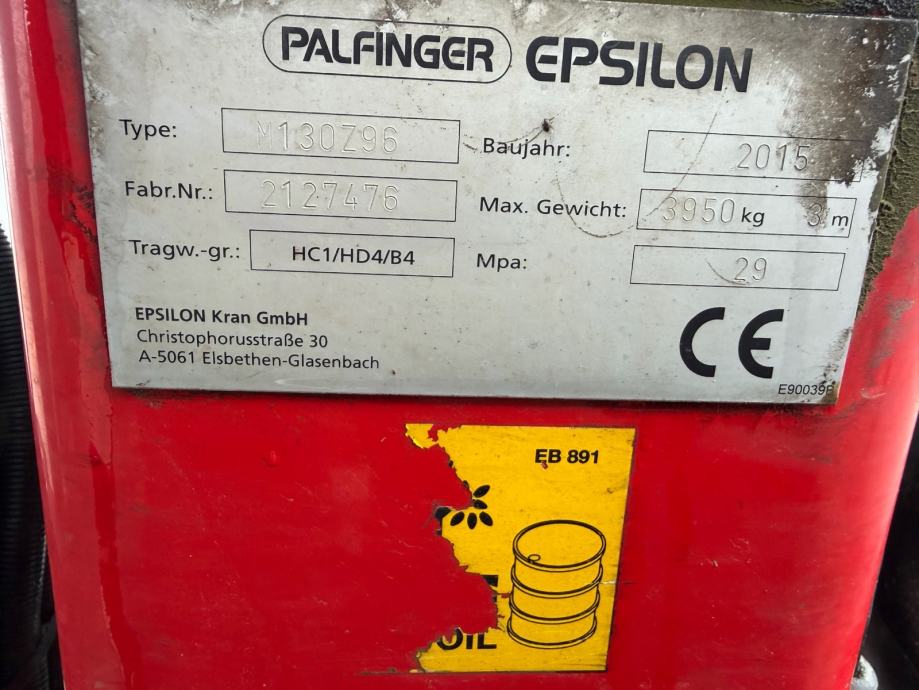 PALFINGER EPSILON
Type: M130Z96 Baujahr: 2015
Fabr.Nr.: 2127476 Max. Gewicht: 3950 kg 3 m
Tragw.-gr.: HC1/HD4/B4 Mpa: 29
EPSILON Kran GmbH
Christophorusstraße 30
A-5061 Elsbethen-Glasenbach
CE
EB 891
OIL